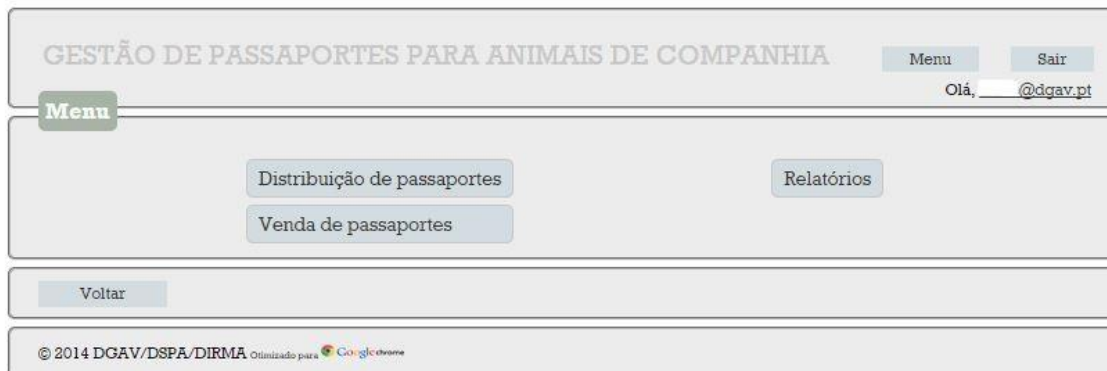 GESTÃO DE PASSAPORTES PARA ANIMAIS DE COMPANHIA
Menu Sair
Olá, @dgav.pt
Menu
Distribuição de passaportes Relatórios
Venda de passaportes
Voltar
© 2014 DGAV/DSPA/DIRMA Otimizado para Google chrome